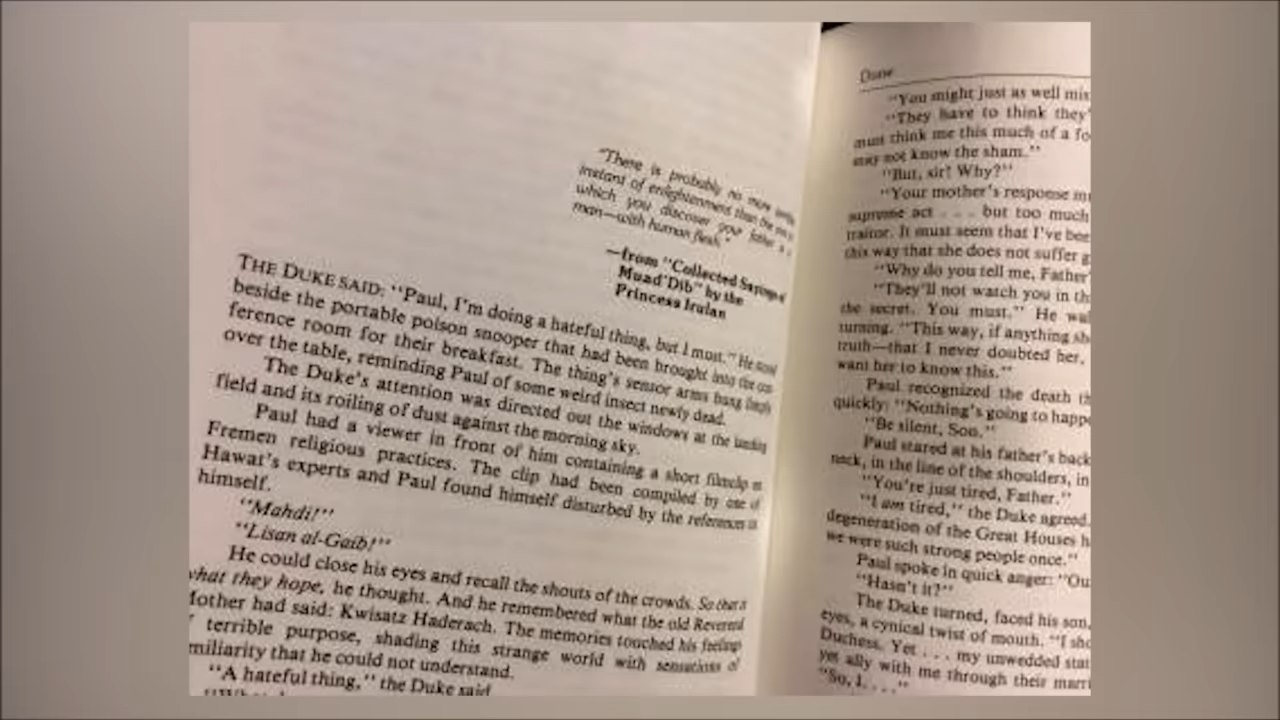 "There is probably no more
instant of enlightenment than the one
which you discover your father is a
man—with human flesh."
—from "Collected Sayings of
Muad'Dib" by the
Princess Irulan
THE DUKE SAID: "Paul, I'm doing a hateful thing, but I must." He stood
beside the portable poison snooper that had been brought into the con-
ference room for their breakfast. The thing's sensor arms hung limply
over the table, reminding Paul of some weird insect newly dead.
The Duke's attention was directed out the windows at the landing
field and its roiling of dust against the morning sky.
Paul had a viewer in front of him containing a short filmclip on
Fremen religious practices. The clip had been compiled by one of
Hawat's experts and Paul found himself disturbed by the references to
himself.
"Mahdi!"
"Lisan al-Gaib!"
He could close his eyes and recall the shouts of the crowds. So that is
what they hope, he thought. And he remembered what the old Reverend
Mother had said: Kwisatz Haderach. The memories touched his feelings
terrible purpose, shading this strange world with sensations of
miliarity that he could not understand.
"A hateful thing," the Duke said
Dune
"You might just as well mis
"They have to think they'
must think me this much of a fo
may not know the sham."
"But, sir! Why?"
"Your mother's response m
supreme act . . . but too much
traitor. It must seem that I've bee
this way that she does not suffer g
"Why do you tell me, Father
"They'll not watch you in th
the secret. You must." He wa
turning. "This way, if anything sh
truth—that I never doubted her,
want her to know this."
Paul recognized the death th
quickly: "Nothing's going to happe
"Be silent, Son."
Paul stared at his father's back
neck, in the line of the shoulders, in
"You're just tired, Father."
"I am tired," the Duke agreed.
degeneration of the Great Houses h
we were such strong people once."
Paul spoke in quick anger: "Ou
"Hasn't it?"
The Duke turned, faced his son,
eyes, a cynical twist of mouth. "I sho
Duchess. Yet . . . my unwedded stat
yet ally with me through their marri
"So, I. . . ."